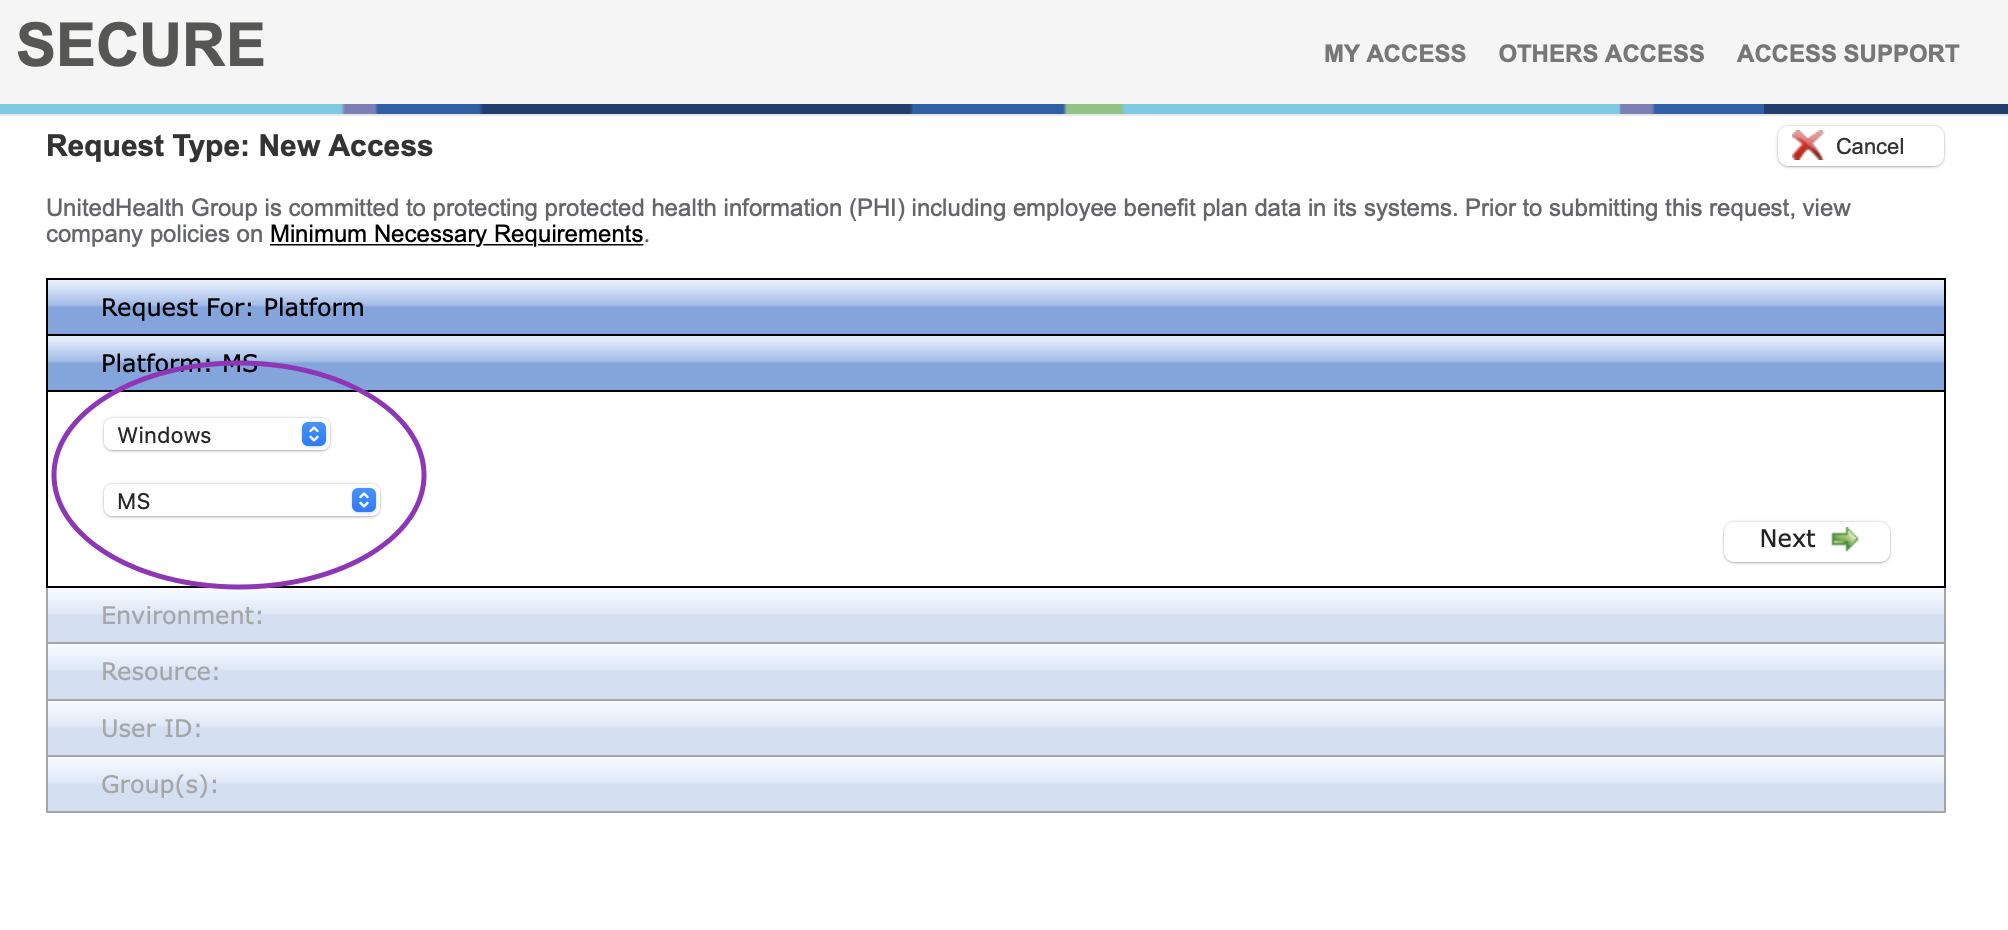 SECURE
MY ACCESS OTHERS ACCESS ACCESS SUPPORT
Request Type: New Access
Cancel
UnitedHealth Group is committed to protecting protected health information (PHI) including employee benefit plan data in its systems. Prior to submitting this request, view
company policies on Minimum Necessary Requirements.
Request For: Platform
Platform: MS
Windows
MS
Next
Environment:
Resource:
User ID:
Group(s):